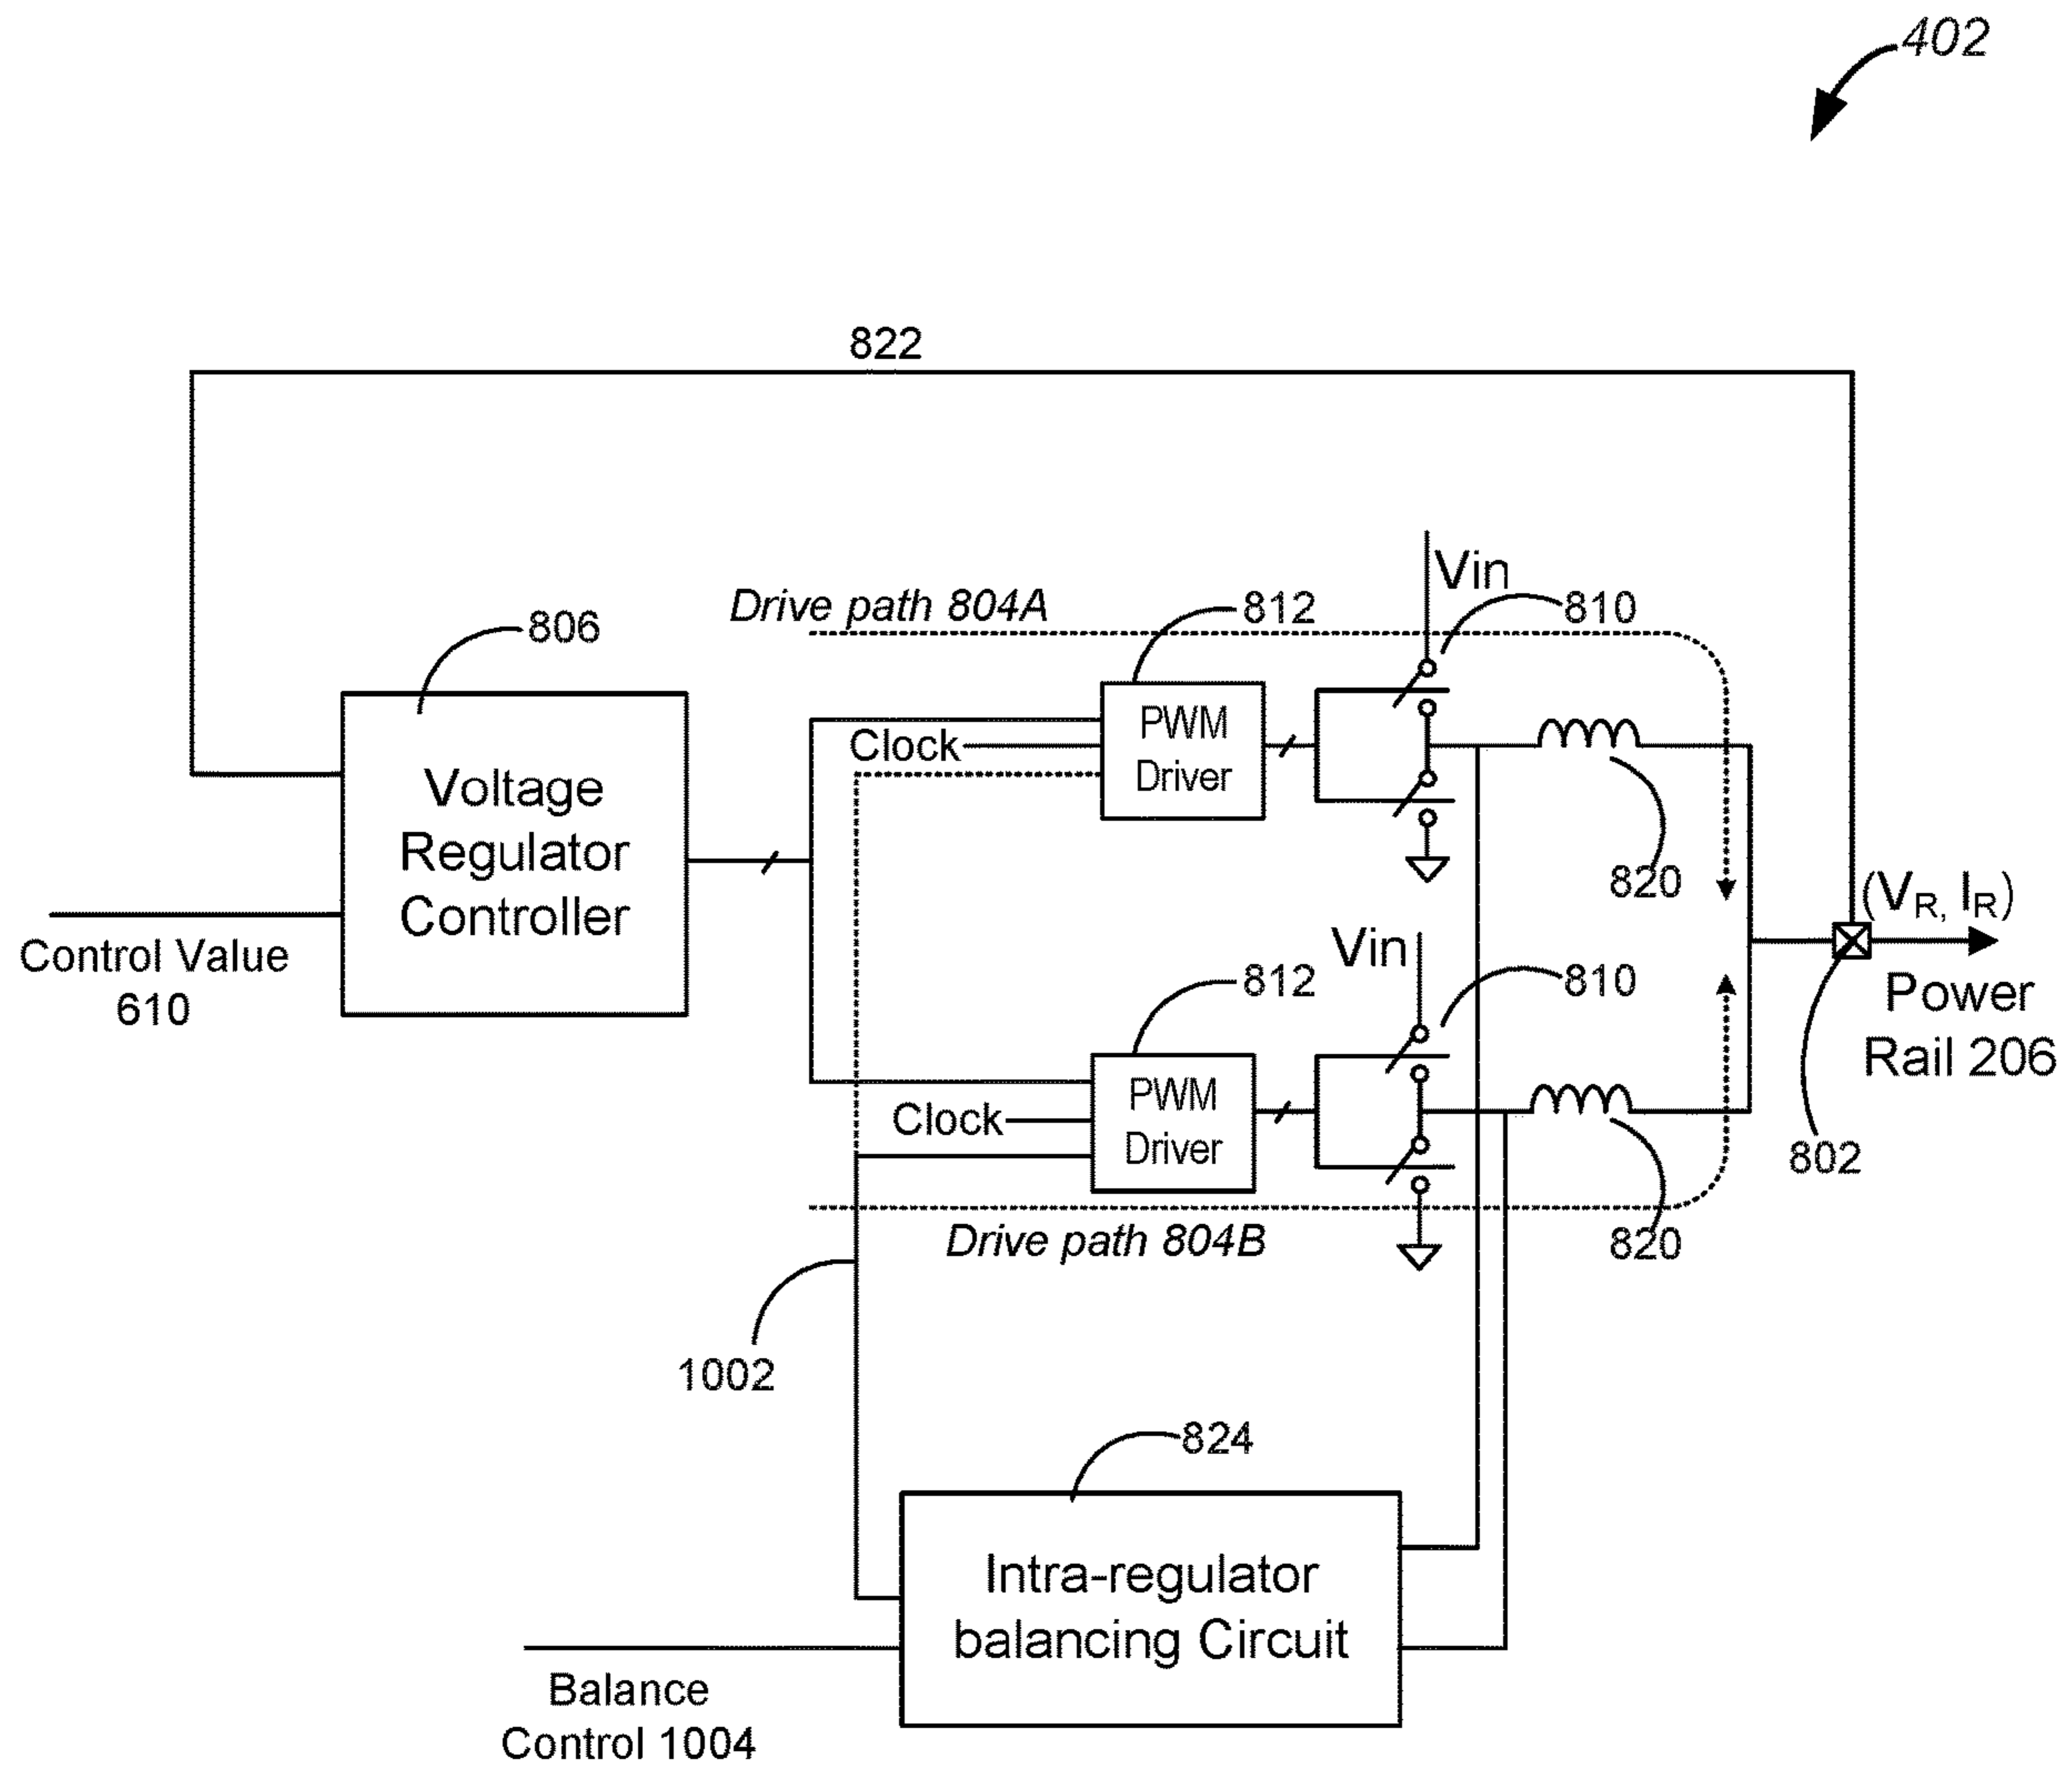 402
822
Vin
Drive path 804A
812
810
806
PWM
Driver
Clock
Voltage
Regulator
Controller
820
(VR, IR)
Control Value
610
Vin
812
810
Power
Rail 206
PWM
Driver
Clock
802
Drive path 804B
820
1002
824
Intra-regulator
balancing Circuit
Balance
Control 1004